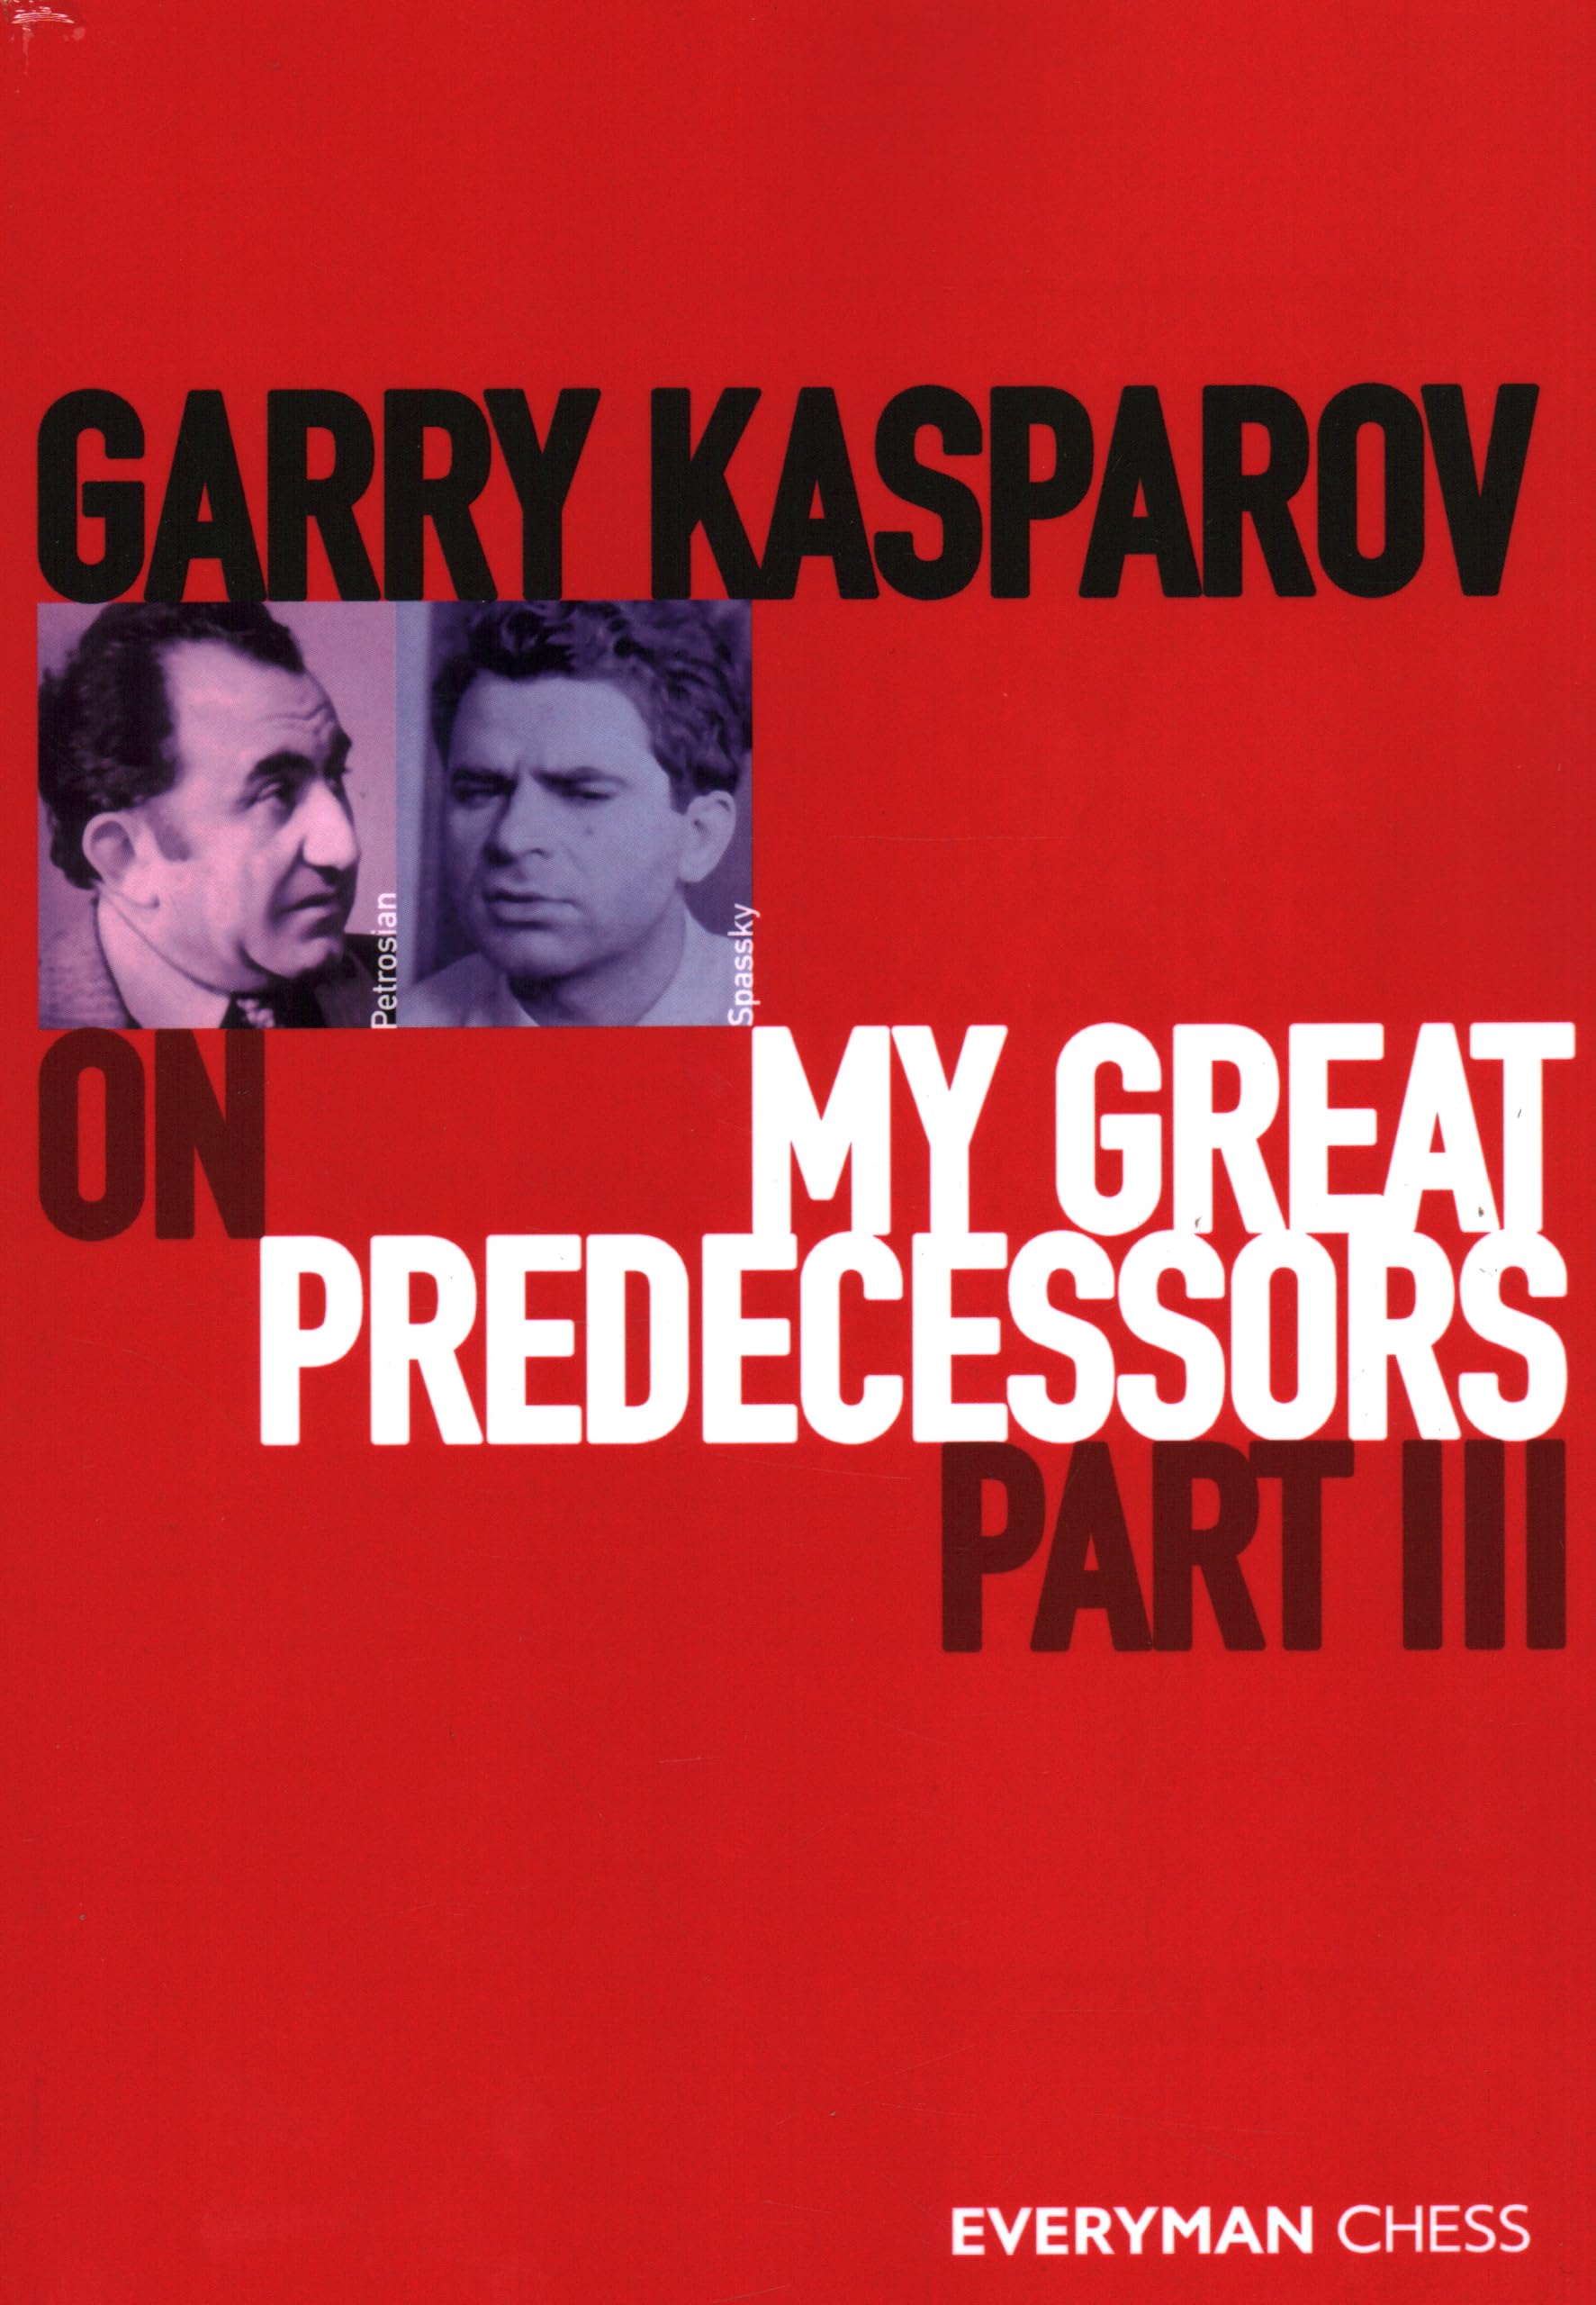 GARRY KASPAROV
Petrosian
Spassky
ON MY GREAT
PREDECESSORS
PART III
EVERYMAN CHESS